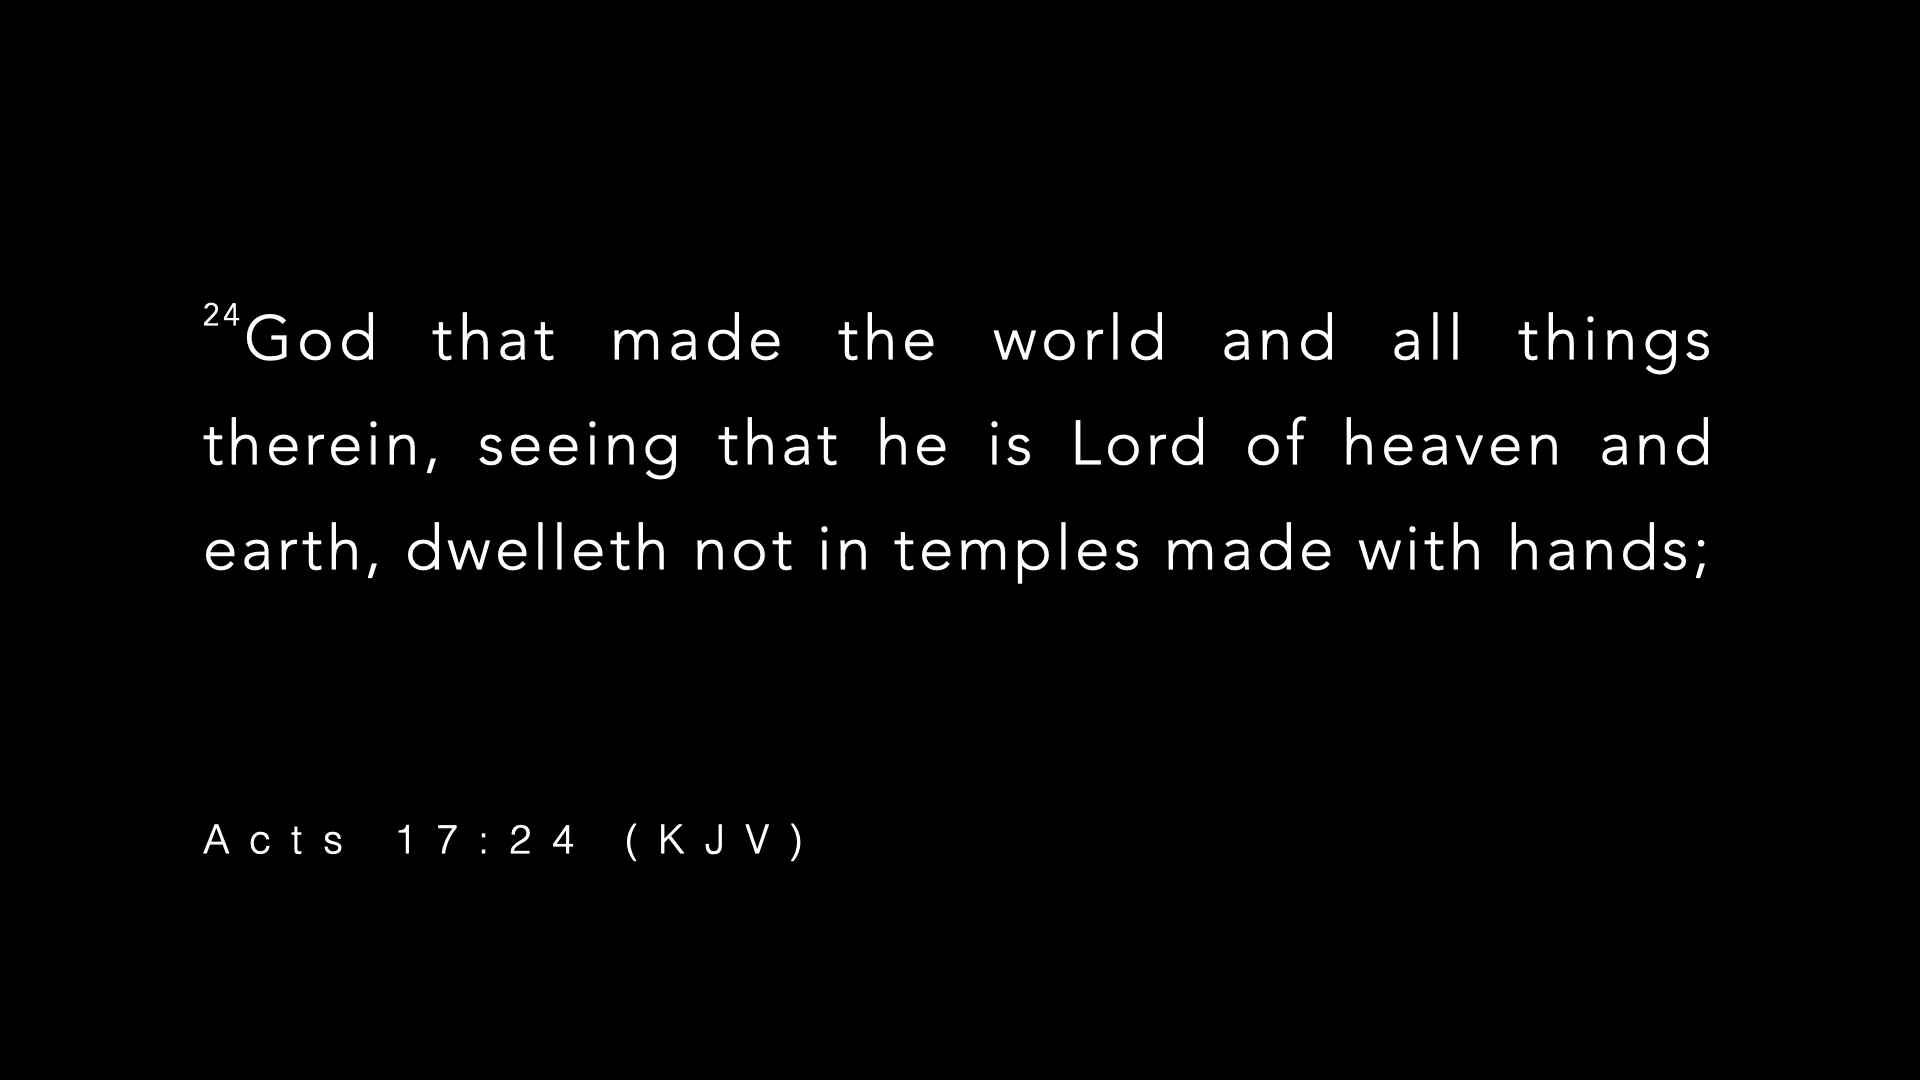 24God that made the world and all things
therein, seeing that he is Lord of heaven and
earth, dwelleth not in temples made with hands;
Acts 17:24 (KJV)